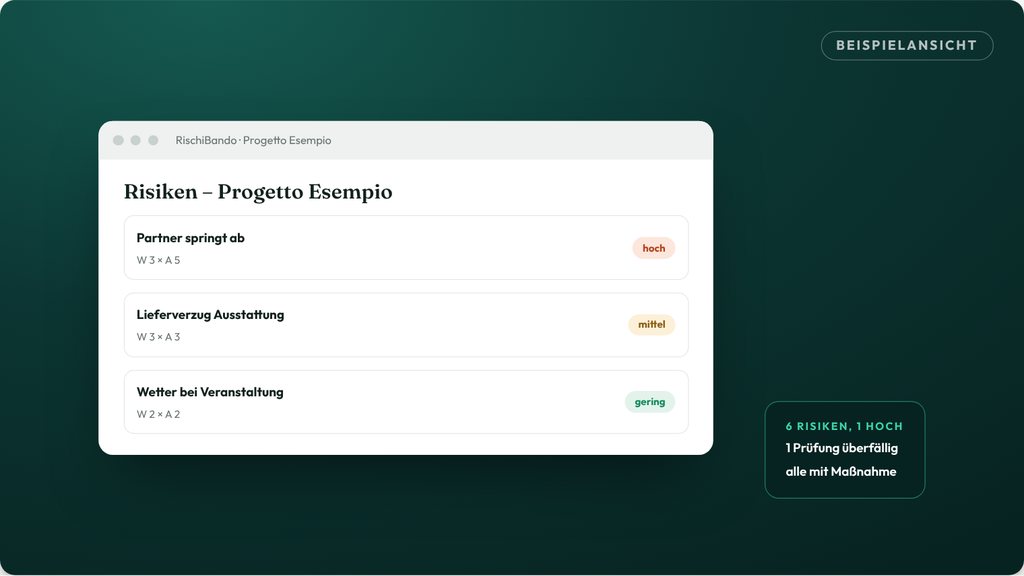 BEISPIELANSICHT
RischiBando · Progetto Esempio
Risiken – Progetto Esempio
Partner springt ab
W 3 × A 5
hoch
Lieferverzug Ausstattung
W 3 × A 3
mittel
Wetter bei Veranstaltung
W 2 × A 2
gering
6 RISIKEN, 1 HOCH
1 Prüfung überfällig
alle mit Maßnahme